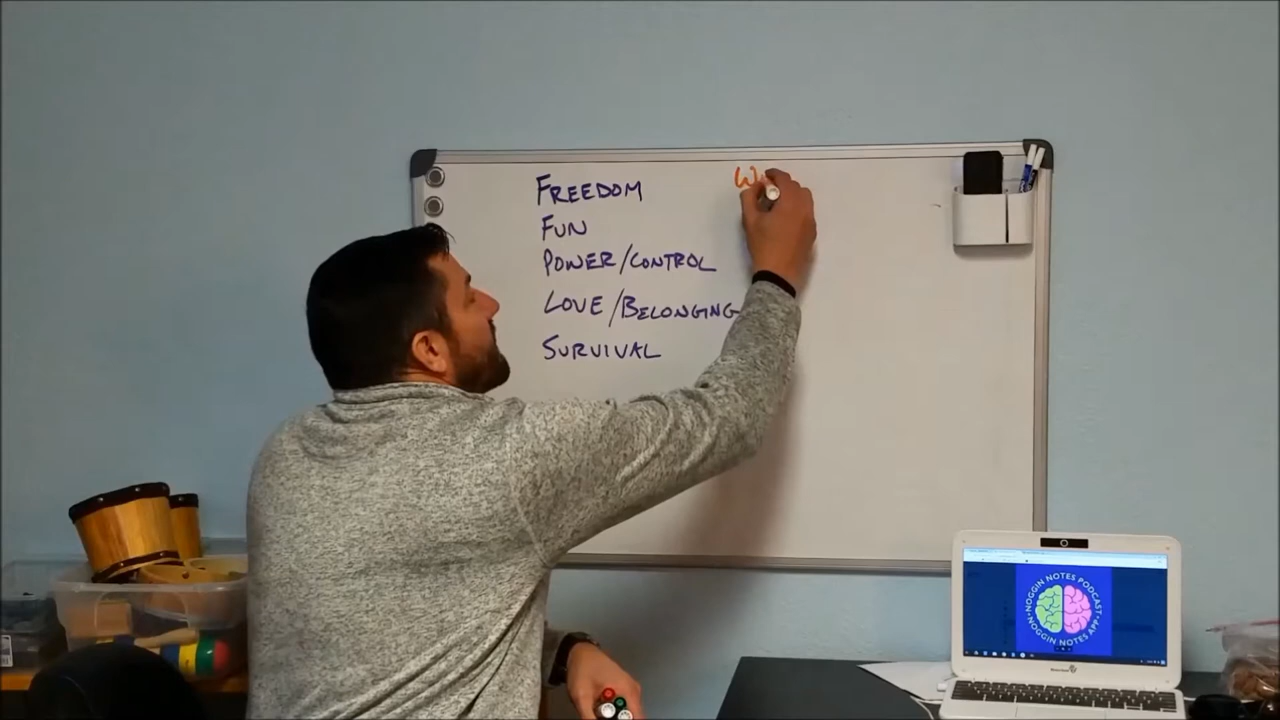 FREEDOM
FUN
POWER/CONTROL
LOVE/BELONGING
SURVIVAL
W
NOGGIN NOTES PODCAST
NOGGIN NOTES APP